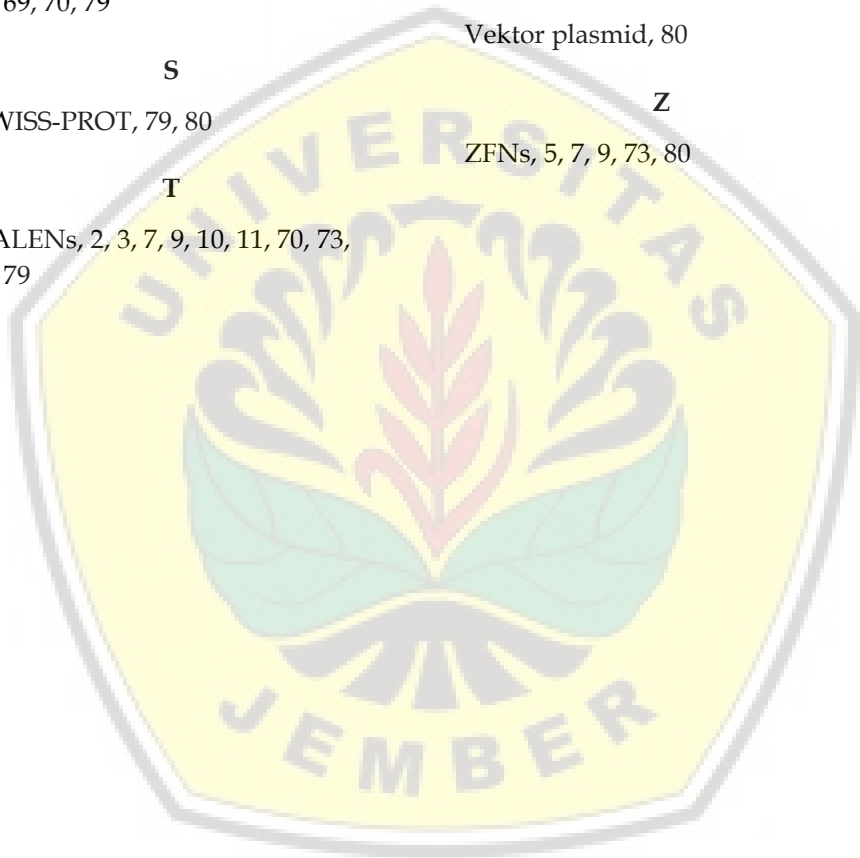 69, 70, 79
S
WISS-PROT, 79, 80
T
ALENs, 2, 3, 7, 9, 10, 11, 70, 73,
79
Vektor plasmid, 80
Z
ZFNs, 5, 7, 9, 73, 80
UNIVERSITAS
JEMBER